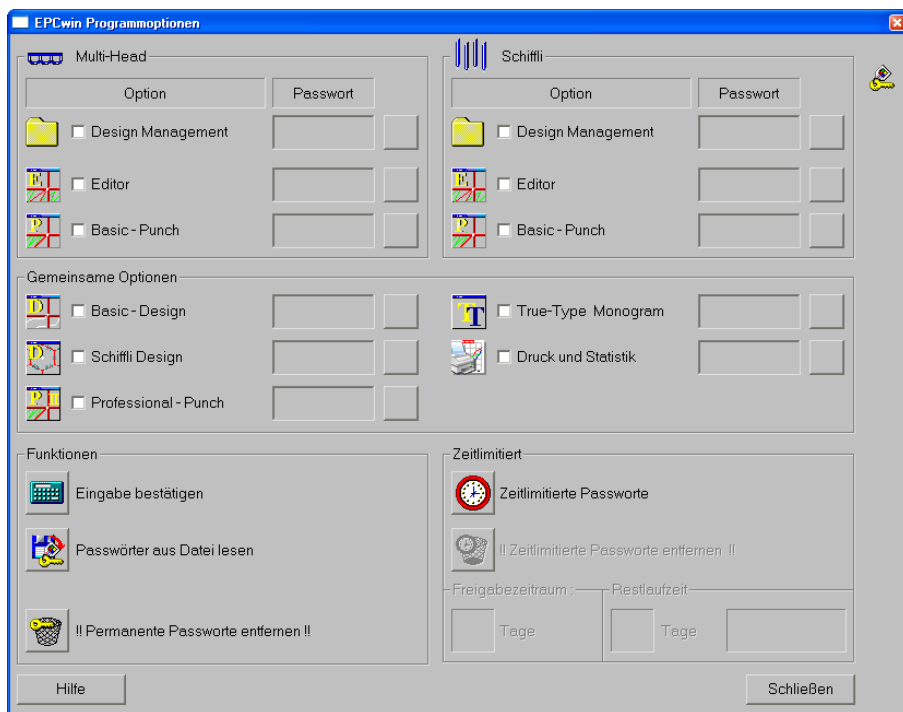 EPCwin Programmoptionen
Multi-Head
Option Passwort
Design Management
Editor
Basic - Punch
Schiffli
Option Passwort
Design Management
Editor
Basic - Punch
Gemeinsame Optionen
Basic - Design
Schiffli Design
Professional - Punch
True-Type Monogram
Druck und Statistik
Funktionen
Eingabe bestätigen
Passwörter aus Datei lesen
!! Permanente Passworte entfernen !!
Zeitlimitiert
Zeitlimitierte Passworte
!! Zeitlimitierte Passworte entfernen !!
Freigabezeitraum :
Tage
Restlaufzeit
Tage
Hilfe
Schließen